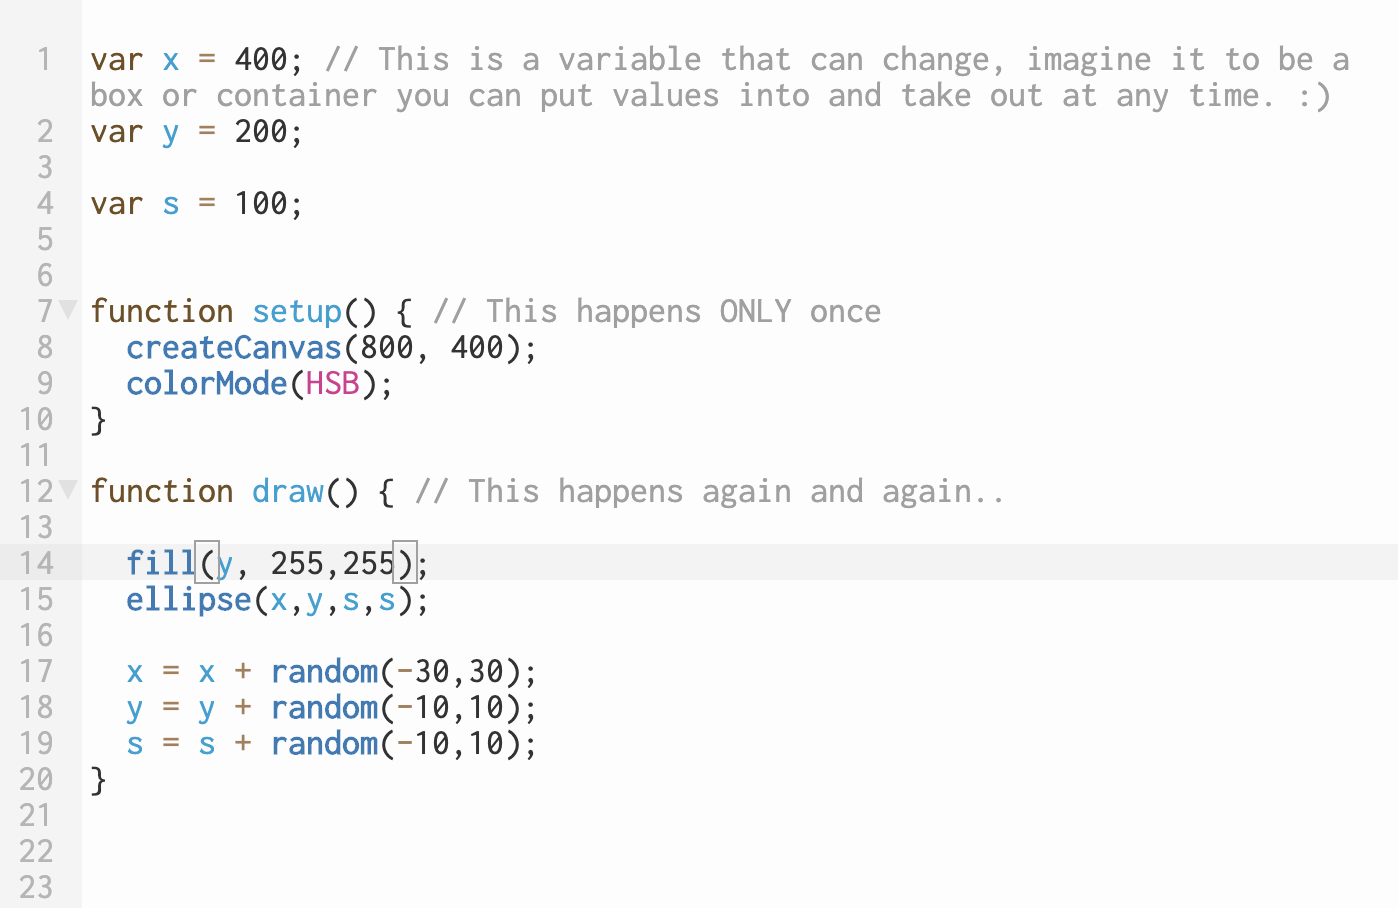 1 var x = 400; // This is a variable that can change, imagine it to be a
box or container you can put values into and take out at any time. :)
2 var y = 200;
3
4 var s = 100;
5
6
7 function setup() { // This happens ONLY once
8   createCanvas(800, 400);
9   colorMode(HSB);
10 }
11
12 function draw() { // This happens again and again..
13
14   fill(y, 255,255);
15   ellipse(x,y,s,s);
16
17   x = x + random(-30,30);
18   y = y + random(-10,10);
19   s = s + random(-10,10);
20 }
21
22
23